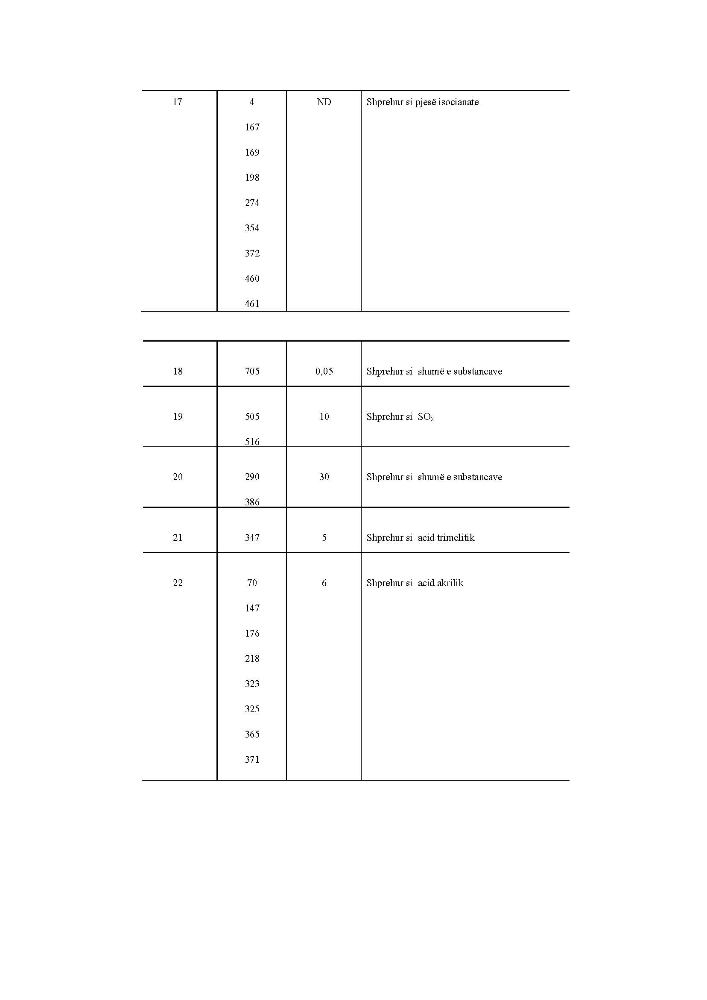 17 4 ND Shprehur si pjesë isocianate
167
169
198
274
354
372
460
461
18 705 0,05 Shprehur si shumë e substancave
19 505 10 Shprehur si SO₂
516
20 290 30 Shprehur si shumë e substancave
386
21 347 5 Shprehur si acid trimelitik
22 70 6 Shprehur si acid akrilik
147
176
218
323
325
365
371